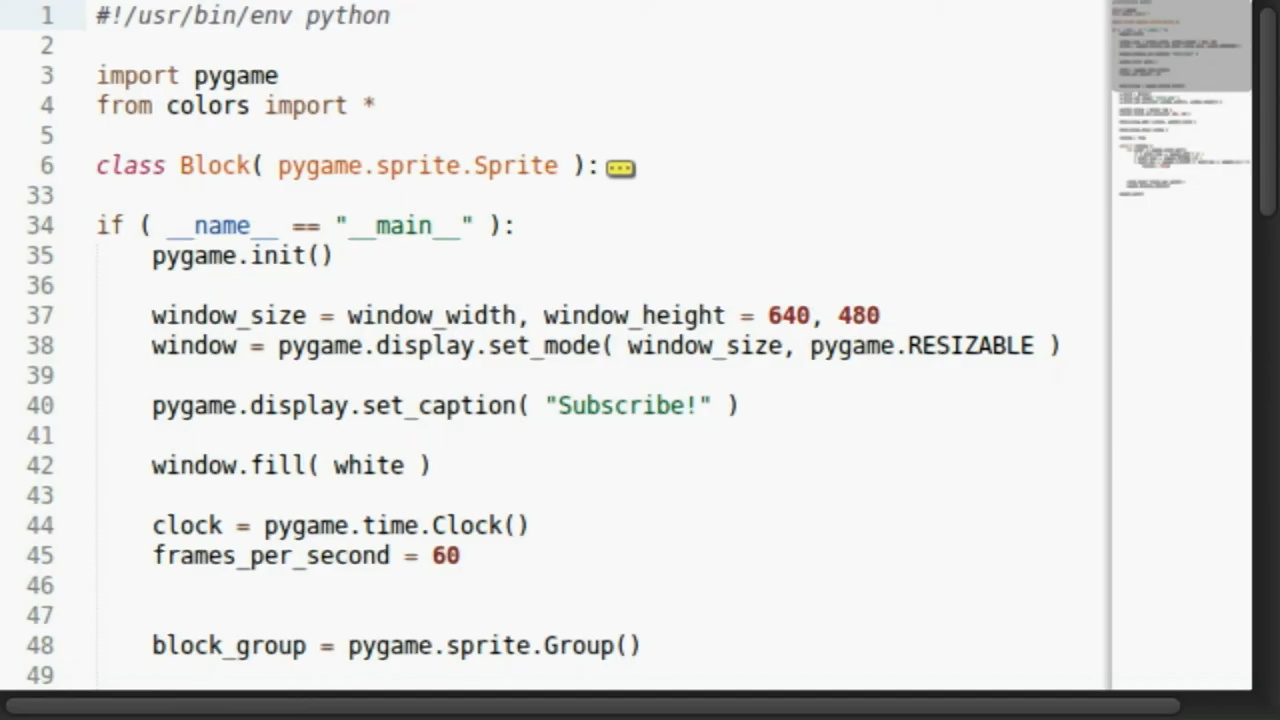 1 #!/usr/bin/env python
2
3 import pygame
4 from colors import *
5
6 class Block( pygame.sprite.Sprite ):
33
34 if ( __name__ == "__main__" ):
35 pygame.init()
36
37 window_size = window_width, window_height = 640, 480
38 window = pygame.display.set_mode( window_size, pygame.RESIZABLE )
39
40 pygame.display.set_caption( "Subscribe!" )
41
42 window.fill( white )
43
44 clock = pygame.time.Clock()
45 frames_per_second = 60
46
47
48 block_group = pygame.sprite.Group()
49